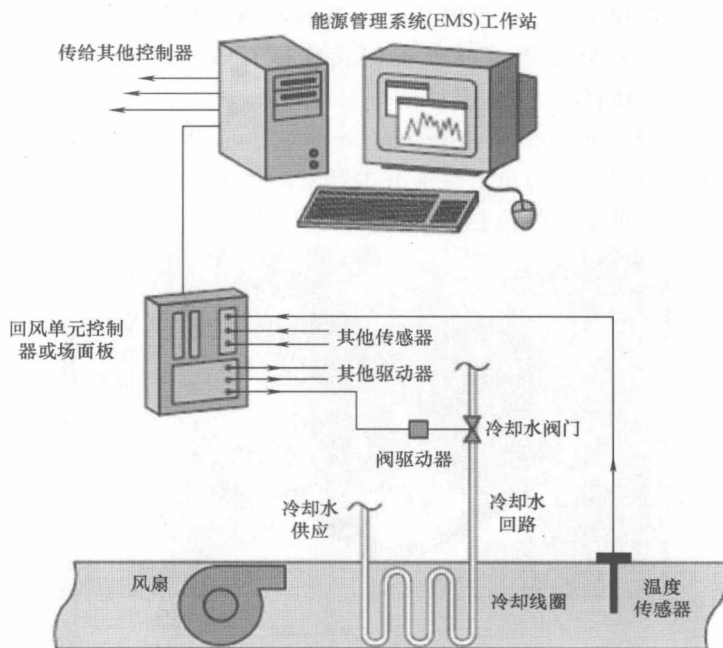 能源管理系统(EMS)工作站
传给其他控制器
回风单元控制
器或场面板
其他传感器
其他驱动器
冷却水阀门
阀驱动器
冷却水
供应
冷却水
回路
风扇
冷却线圈
温度
传感器